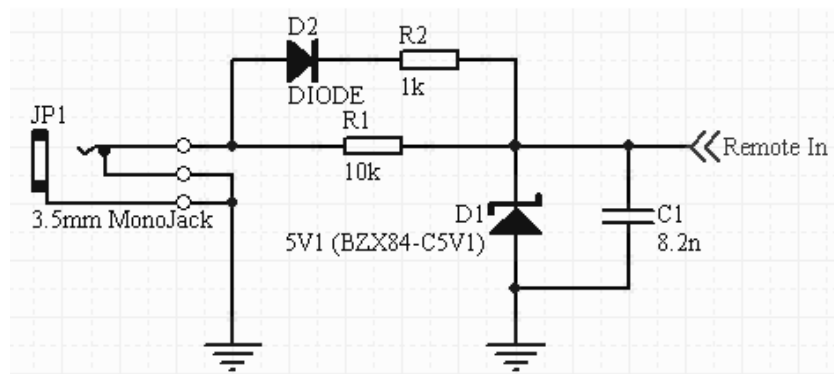 D2
R2
DIODE
1k
JP1
R1
10k
Remote In
3.5mm MonoJack
D1
C1
5V1 (BZX84-C5V1)
8.2n